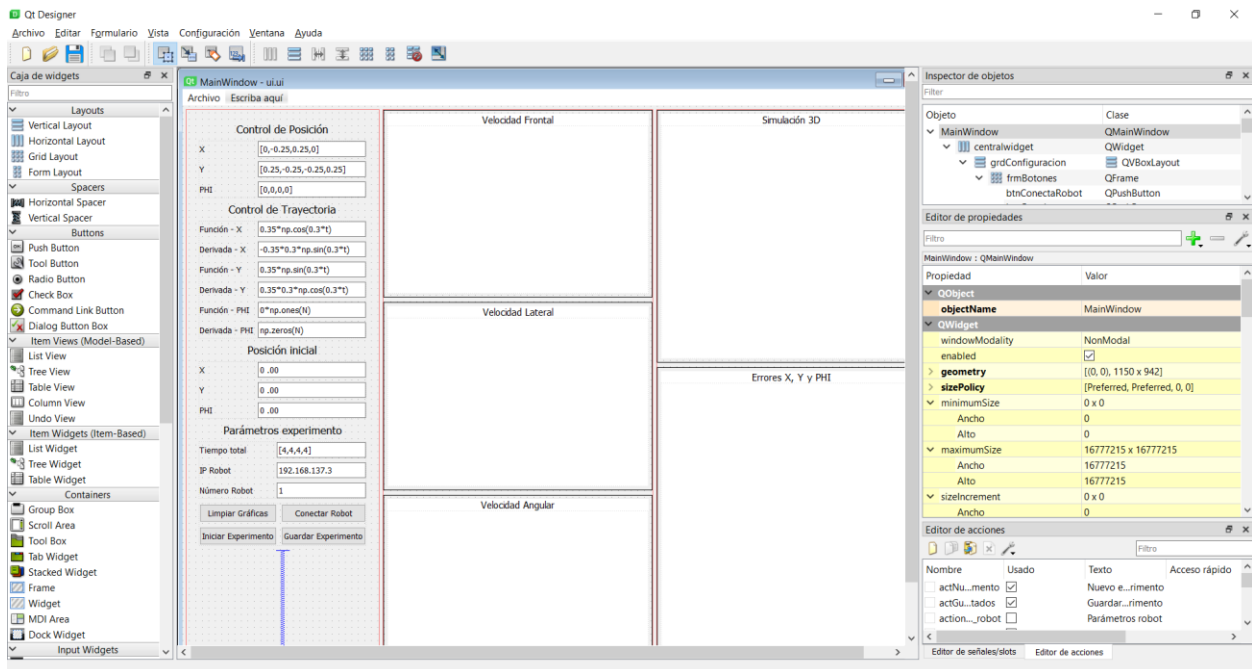 Qt Designer
Archivo Editar Formulario Vista Configuración Ventana Ayuda
Caja de widgets
Filtro
Layouts
Vertical Layout
Horizontal Layout
Grid Layout
Form Layout
Spacers
Horizontal Spacer
Vertical Spacer
Buttons
Push Button
Tool Button
Radio Button
Check Box
Command Link Button
Dialog Button Box
Item Views (Model-Based)
List View
Tree View
Table View
Column View
Undo View
Item Widgets (Item-Based)
List Widget
Tree Widget
Table Widget
Containers
Group Box
Scroll Area
Tool Box
Tab Widget
Stacked Widget
Frame
Widget
MDI Area
Dock Widget
Input Widgets
MainWindow - ui.ui
Archivo Escriba aquí
Control de Posición
X [0,-0.25,0.25,0]
Y [0.25,-0.25,-0.25,0.25]
PHI [0,0,0,0]
Control de Trayectoria
Función - X 0.35*np.cos(0.3*t)
Derivada - X -0.35*0.3*np.sin(0.3*t)
Función - Y 0.35*np.sin(0.3*t)
Derivada - Y 0.35*0.3*np.cos(0.3*t)
Función - PHI 0*np.ones(N)
Derivada - PHI np.zeros(N)
Posición inicial
X 0.00
Y 0.00
PHI 0.00
Parámetros experimento
Tiempo total [4,4,4,4]
IP Robot 192.168.137.3
Número Robot 1
Limpiar Gráficas Conectar Robot
Iniciar Experimento Guardar Experimento
Velocidad Frontal
Velocidad Lateral
Velocidad Angular
Simulación 3D
Errores X, Y y PHI
Inspector de objetos
Filter
Objeto Clase
MainWindow QMainWindow
centralwidget QWidget
grdConfiguracion QVBoxLayout
frmBotones QFrame
btnConectaRobot QPushButton
Editor de propiedades
Filtro
MainWindow : QMainWindow
Propiedad Valor
QObject
objectName MainWindow
QWidget
windowModality NonModal
enabled
geometry [(0, 0), 1150 x 942]
sizePolicy [Preferred, Preferred, 0, 0]
minimumSize 0 x 0
Ancho 0
Alto 0
maximumSize 16777215 x 16777215
Ancho 16777215
Alto 16777215
sizeIncrement 0 x 0
Ancho 0
Editor de acciones
Filtro
Nombre Usado Texto Acceso rápido
actNu...mento Nuevo e...rimento
actGu...tados Guardar...rimento
action..._robot Parámetros robot
Editor de señales/slots Editor de acciones